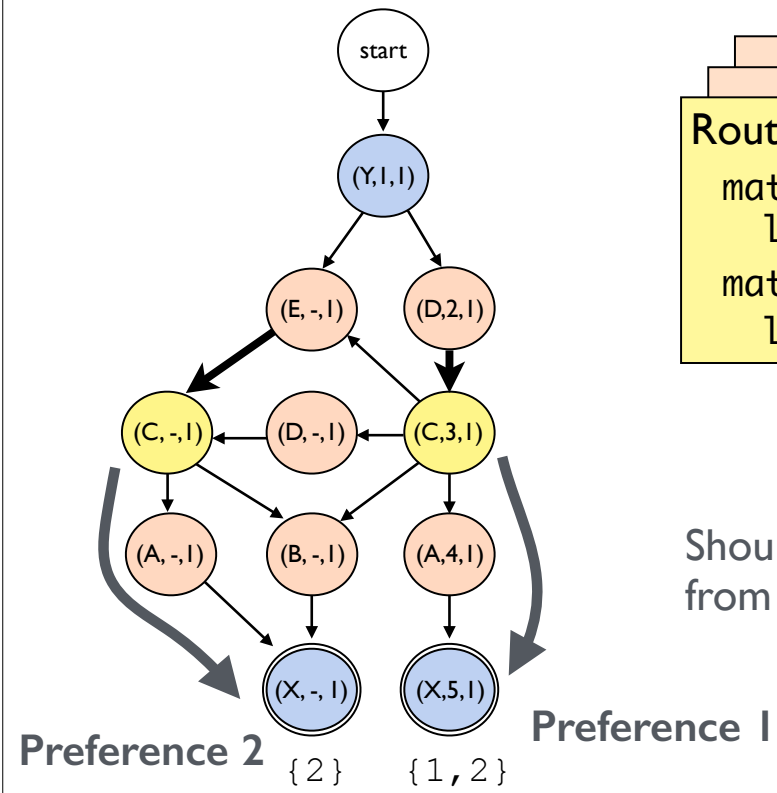 start
(Y,1,1)
(E, -,1)
(D,2,1)
(C, -,1)
(D, -,1)
(C,3,1)
(A, -,1)
(B, -,1)
(A,4,1)
(X, -, 1)
(X,5,1)
Preference 2
Preference 1
{2}
{1,2}
Rout
mat
l
mat
l
Shou
from